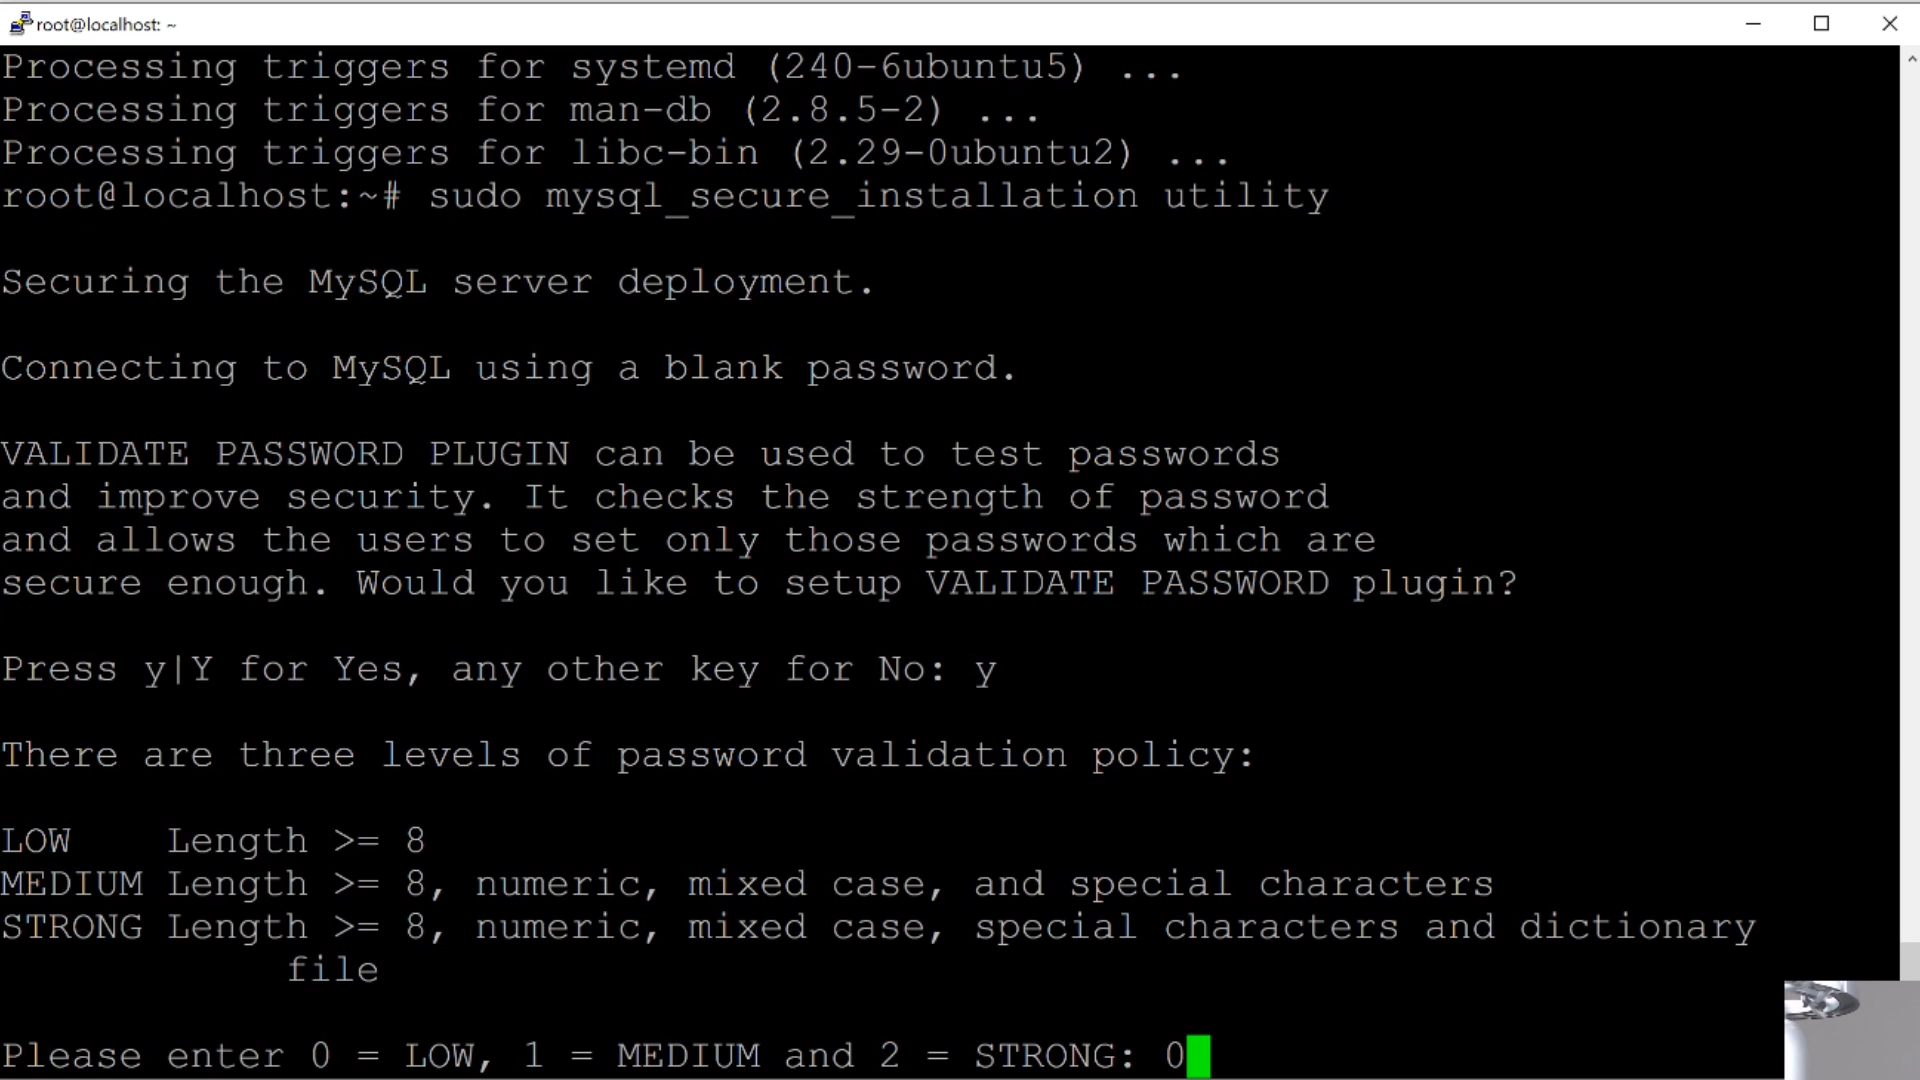 root@localhost: ~
Processing triggers for systemd (240-6ubuntu5) ...
Processing triggers for man-db (2.8.5-2) ...
Processing triggers for libc-bin (2.29-0ubuntu2) ...
root@localhost:~# sudo mysql_secure_installation utility
Securing the MySQL server deployment.
Connecting to MySQL using a blank password.
VALIDATE PASSWORD PLUGIN can be used to test passwords
and improve security. It checks the strength of password
and allows the users to set only those passwords which are
secure enough. Would you like to setup VALIDATE PASSWORD plugin?
Press y|Y for Yes, any other key for No: y
There are three levels of password validation policy:
LOW    Length >= 8
MEDIUM Length >= 8, numeric, mixed case, and special characters
STRONG Length >= 8, numeric, mixed case, special characters and dictionary
            file
Please enter 0 = LOW, 1 = MEDIUM and 2 = STRONG: 0